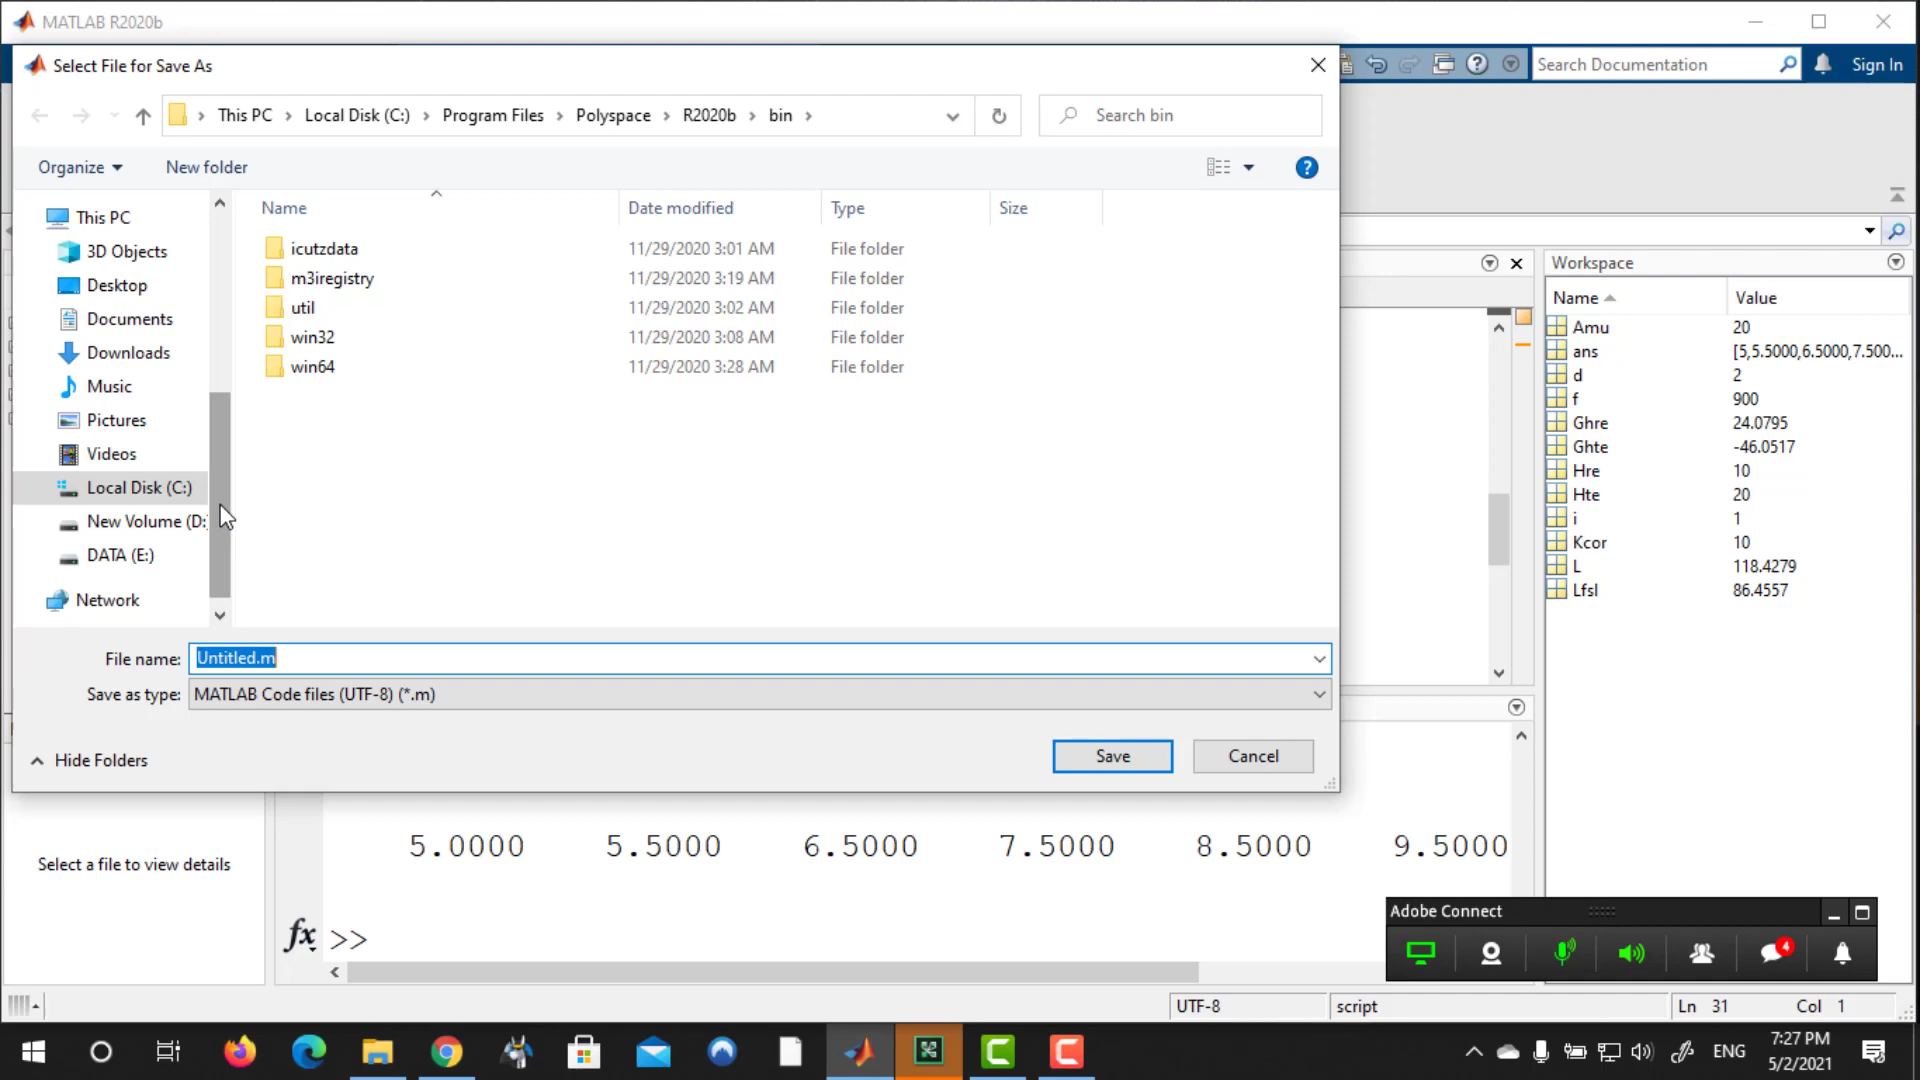 MATLAB R2020b
Select File for Save As
Search Documentation
Sign In
This PC
Local Disk (C:)
Program Files
Polyspace
R2020b
bin
Search bin
Organize
New folder
Name
Date modified
Type
Size
This PC
3D Objects
Desktop
Documents
Downloads
Music
Pictures
Videos
Local Disk (C:)
New Volume (D:
DATA (E:)
Network
icutzdata 11/29/2020 3:01 AM File folder
m3iregistry 11/29/2020 3:19 AM File folder
util 11/29/2020 3:02 AM File folder
win32 11/29/2020 3:08 AM File folder
win64 11/29/2020 3:28 AM File folder
File name: Untitled.m
Save as type: MATLAB Code files (UTF-8) (*.m)
Hide Folders
Save
Cancel
Workspace
Name Value
Amu 20
ans [5,5.5000,6.5000,7.500...
d 2
f 900
Ghre 24.0795
Ghte -46.0517
Hre 10
Hte 20
i 1
Kcor 10
L 118.4279
Lfsl 86.4557
Select a file to view details
5.0000 5.5000 6.5000 7.5000 8.5000 9.5000
fx >>
Adobe Connect
4
UTF-8
script
Ln 31 Col 1
ENG
7:27 PM
5/2/2021